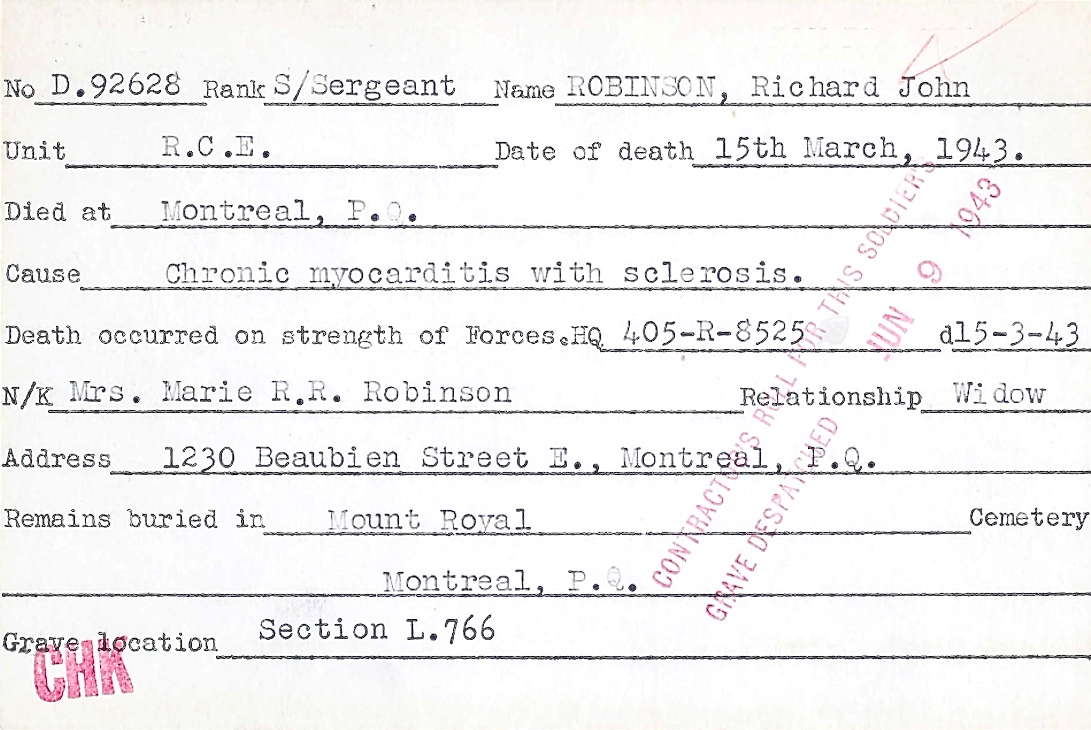 No D.92628 Rank S/Sergeant Name ROBINSON, Richard John
Unit R.C.E. Date of death 15th March, 1943.
Died at Montreal, P.Q.
Cause Chronic myocarditis with sclerosis.
Death occurred on strength of Forces.HQ 405-R-8525 d15-3-43
N/K Mrs. Marie R.R. Robinson Relationship Widow
Address 1230 Beaubien Street E., Montreal, P.Q.
Remains buried in Mount Royal Cemetery
Montreal, P.Q.
Grave location Section L.766
CHK
CONTRACTOR'S ROLL FOR THIS SOLDIER'S
GRAVE DESPATCHED JUN 9 1943